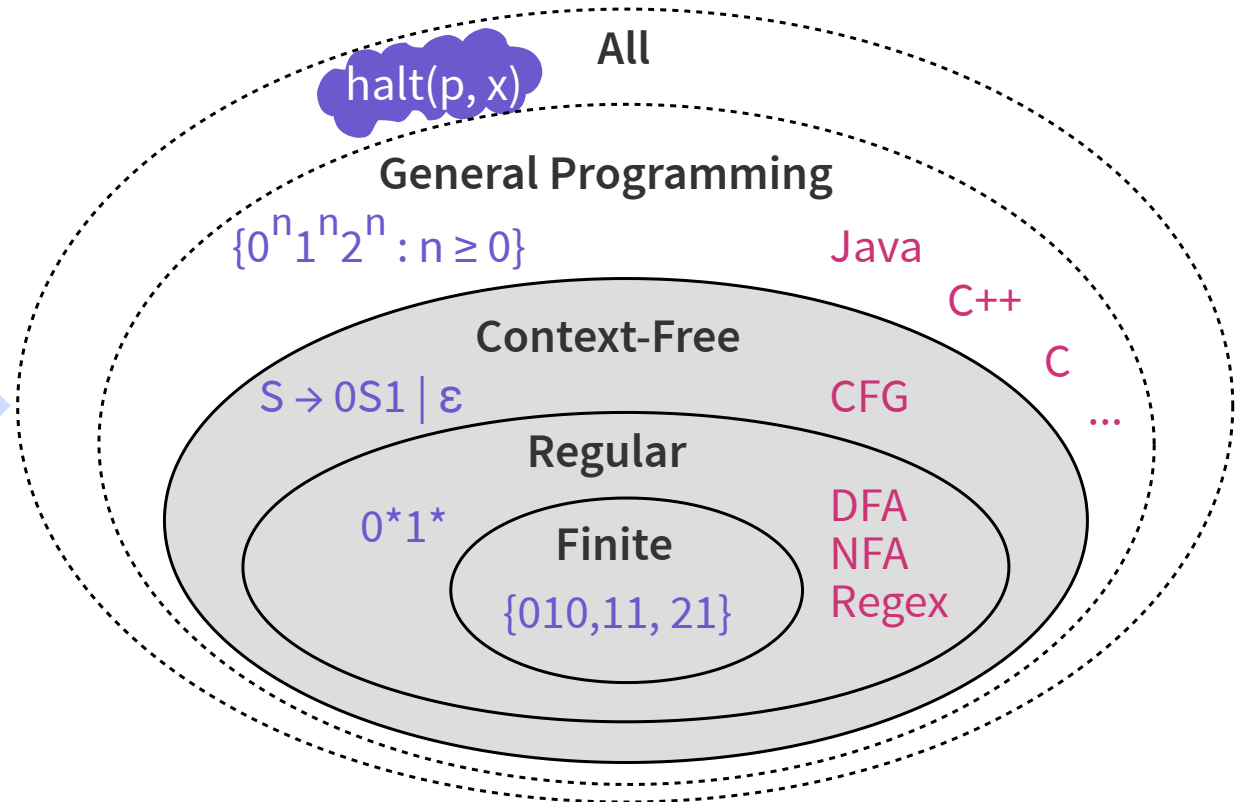 All
halt(p, x)
General Programming
{0ⁿ1ⁿ2ⁿ : n ≥ 0}
Java
C++
C
...
Context-Free
S → 0S1 | ε
CFG
Regular
0*1*
DFA
NFA
Regex
Finite
{010,11, 21}